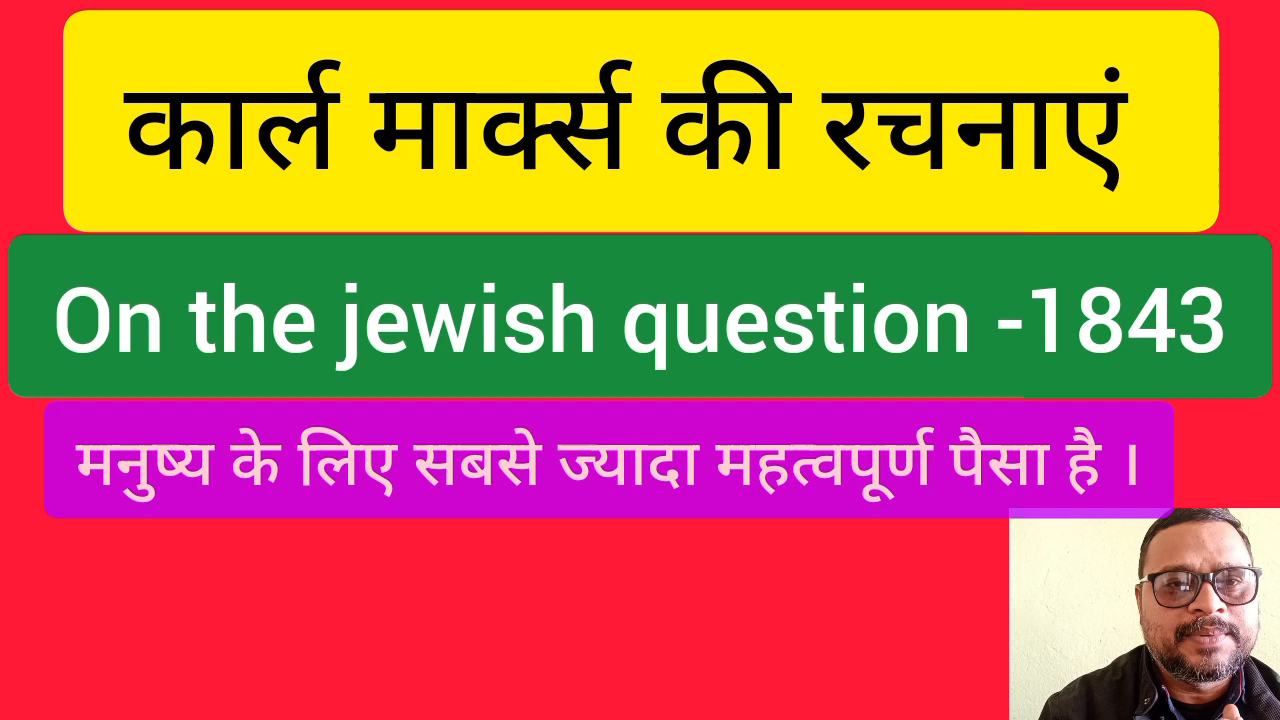 कार्ल मार्क्स की रचनाएं
On the jewish question -1843
मनुष्य के लिए सबसे ज्यादा महत्वपूर्ण पैसा है ।